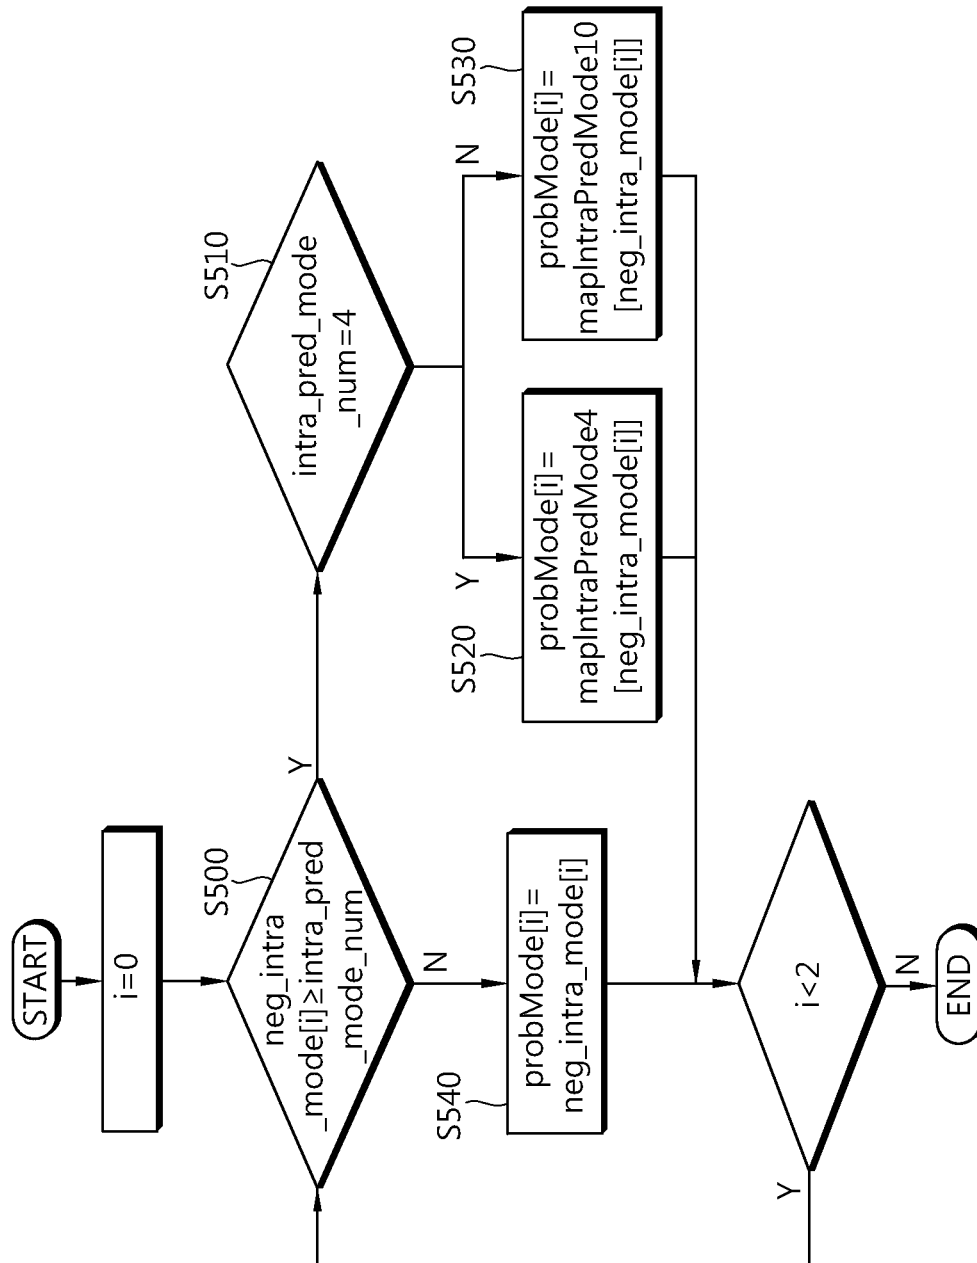 START
i=0
S500
neg_intra
_mode[i]≥intra_pred
_mode_num
Y
N
S510
intra_pred_mode
_num=4
Y
N
S520
probMode[i]=
mapIntraPredMode4
[neg_intra_mode[i]]
S530
probMode[i]=
mapIntraPredMode10
[neg_intra_mode[i]]
S540
probMode[i]=
neg_intra_mode[i]
i<2
Y
N
END